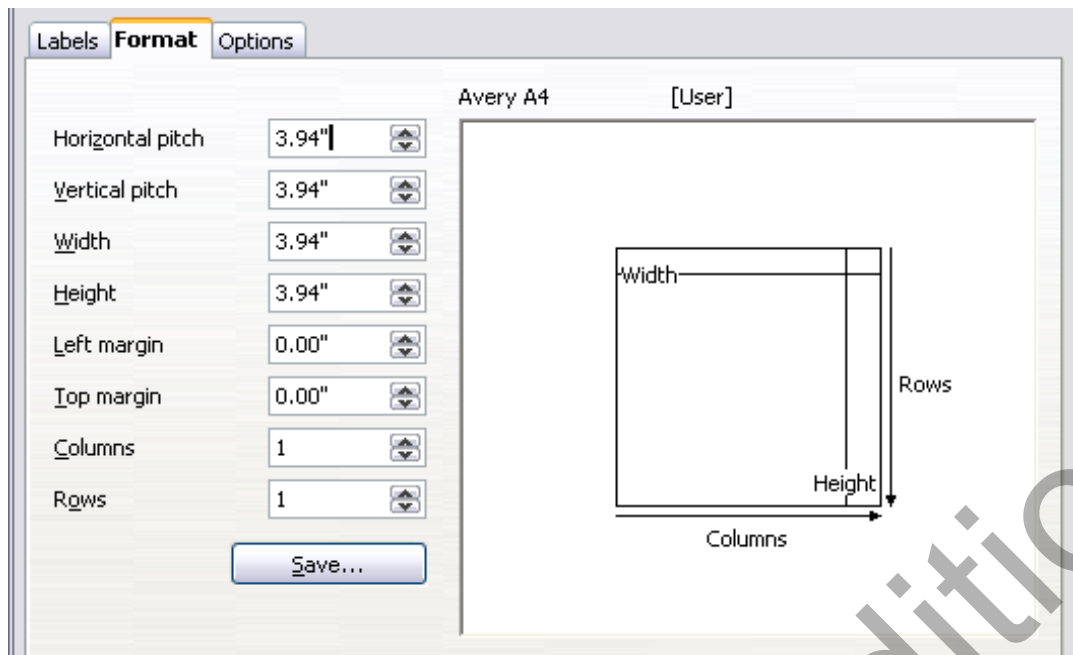 Labels Format Options
Avery A4 [User]
Horizontal pitch 3.94"
Vertical pitch 3.94"
Width 3.94"
Height 3.94"
Left margin 0.00"
Top margin 0.00"
Columns 1
Rows 1
Save...
Width
Rows
Height
Columns